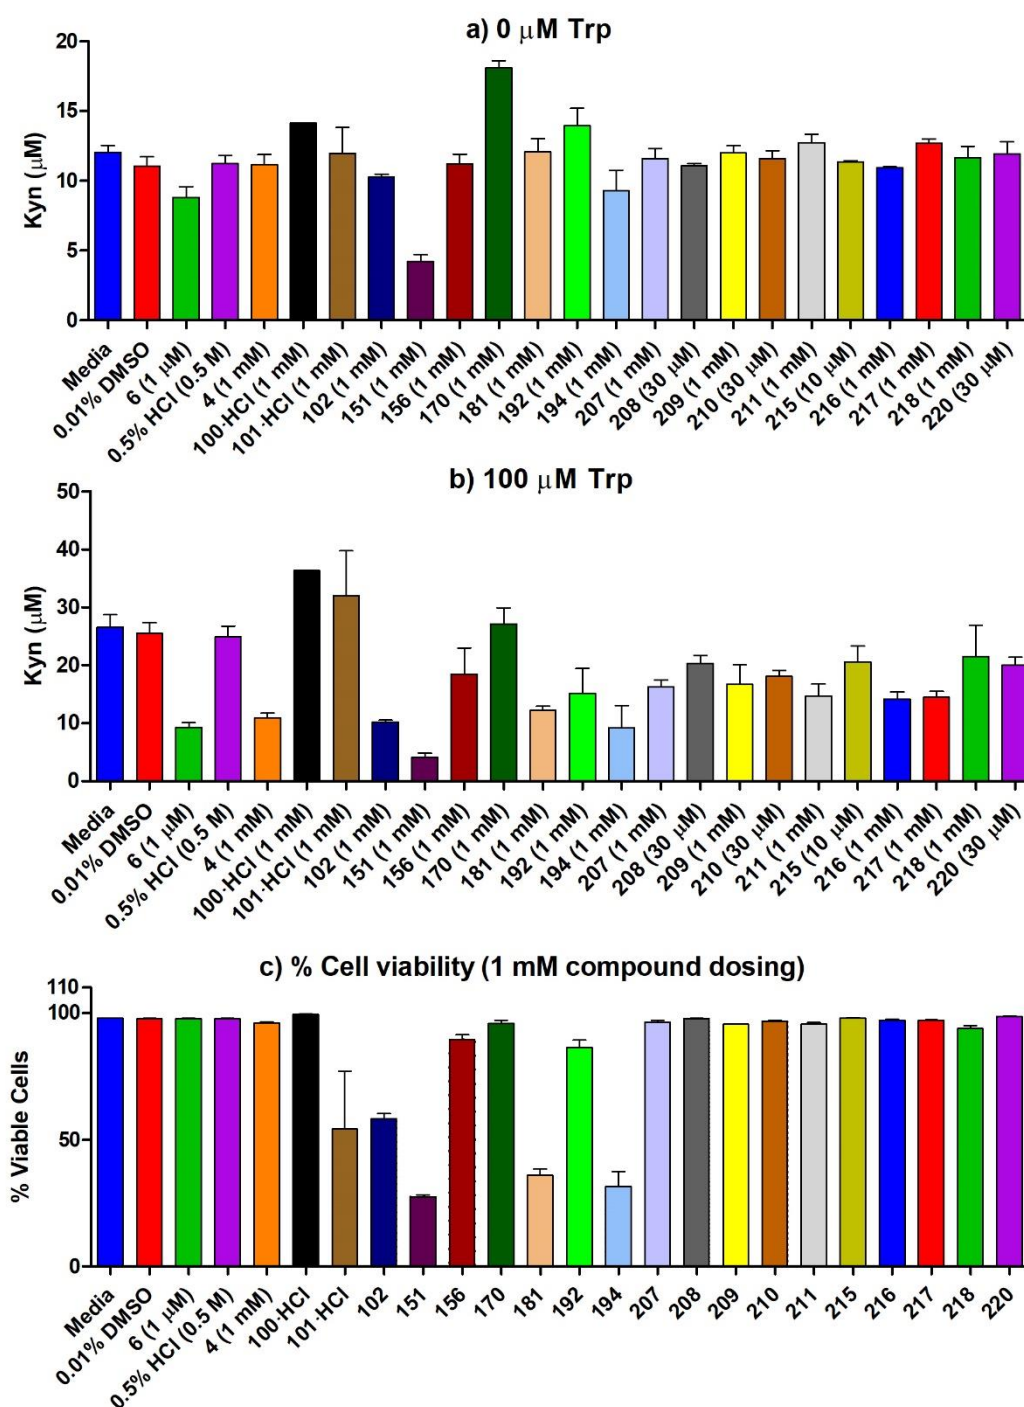 a) 0 μM Trp
20
15
10
5
0
Kyn (μM)
Media
0.01% DMSO
6 (1 μM)
0.5% HCl (0.5 M)
4 (1 mM)
100·HCl (1 mM)
101·HCl (1 mM)
102 (1 mM)
151 (1 mM)
156 (1 mM)
170 (1 mM)
181 (1 mM)
192 (1 mM)
194 (1 mM)
207 (1 mM)
208 (30 μM)
209 (1 mM)
210 (30 μM)
211 (1 mM)
215 (10 μM)
216 (1 mM)
217 (1 mM)
218 (1 mM)
220 (30 μM)
b) 100 μM Trp
50
40
30
20
10
0
Kyn (μM)
Media
0.01% DMSO
6 (1 μM)
0.5% HCl (0.5 M)
4 (1 mM)
100·HCl (1 mM)
101·HCl (1 mM)
102 (1 mM)
151 (1 mM)
156 (1 mM)
170 (1 mM)
181 (1 mM)
192 (1 mM)
194 (1 mM)
207 (1 mM)
208 (30 μM)
209 (1 mM)
210 (30 μM)
211 (1 mM)
215 (10 μM)
216 (1 mM)
217 (1 mM)
218 (1 mM)
220 (30 μM)
c) % Cell viability (1 mM compound dosing)
110
100
50
0
% Viable Cells
Media
0.01% DMSO
6 (1 μM)
0.5% HCl (0.5 M)
4 (1 mM)
100·HCl
101·HCl
102
151
156
170
181
192
194
207
208
209
210
211
215
216
217
218
220